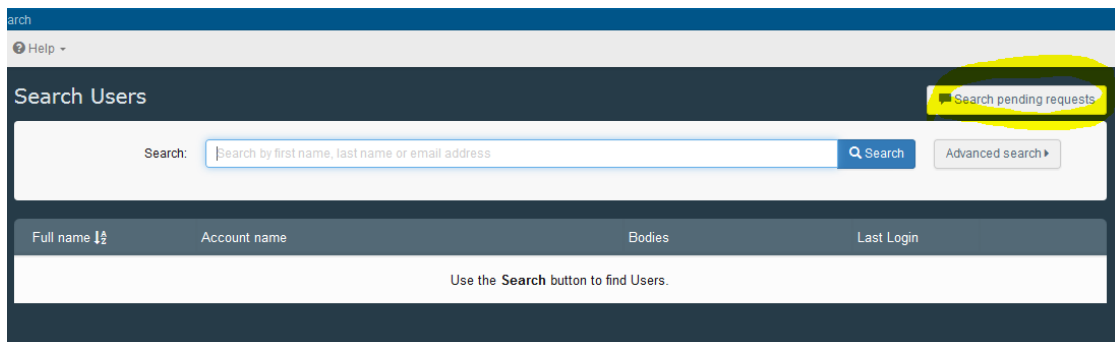 arch
Help
Search Users
Search pending requests
Search:
Search by first name, last name or email address
Search
Advanced search
Full name
Account name
Bodies
Last Login
Use the Search button to find Users.